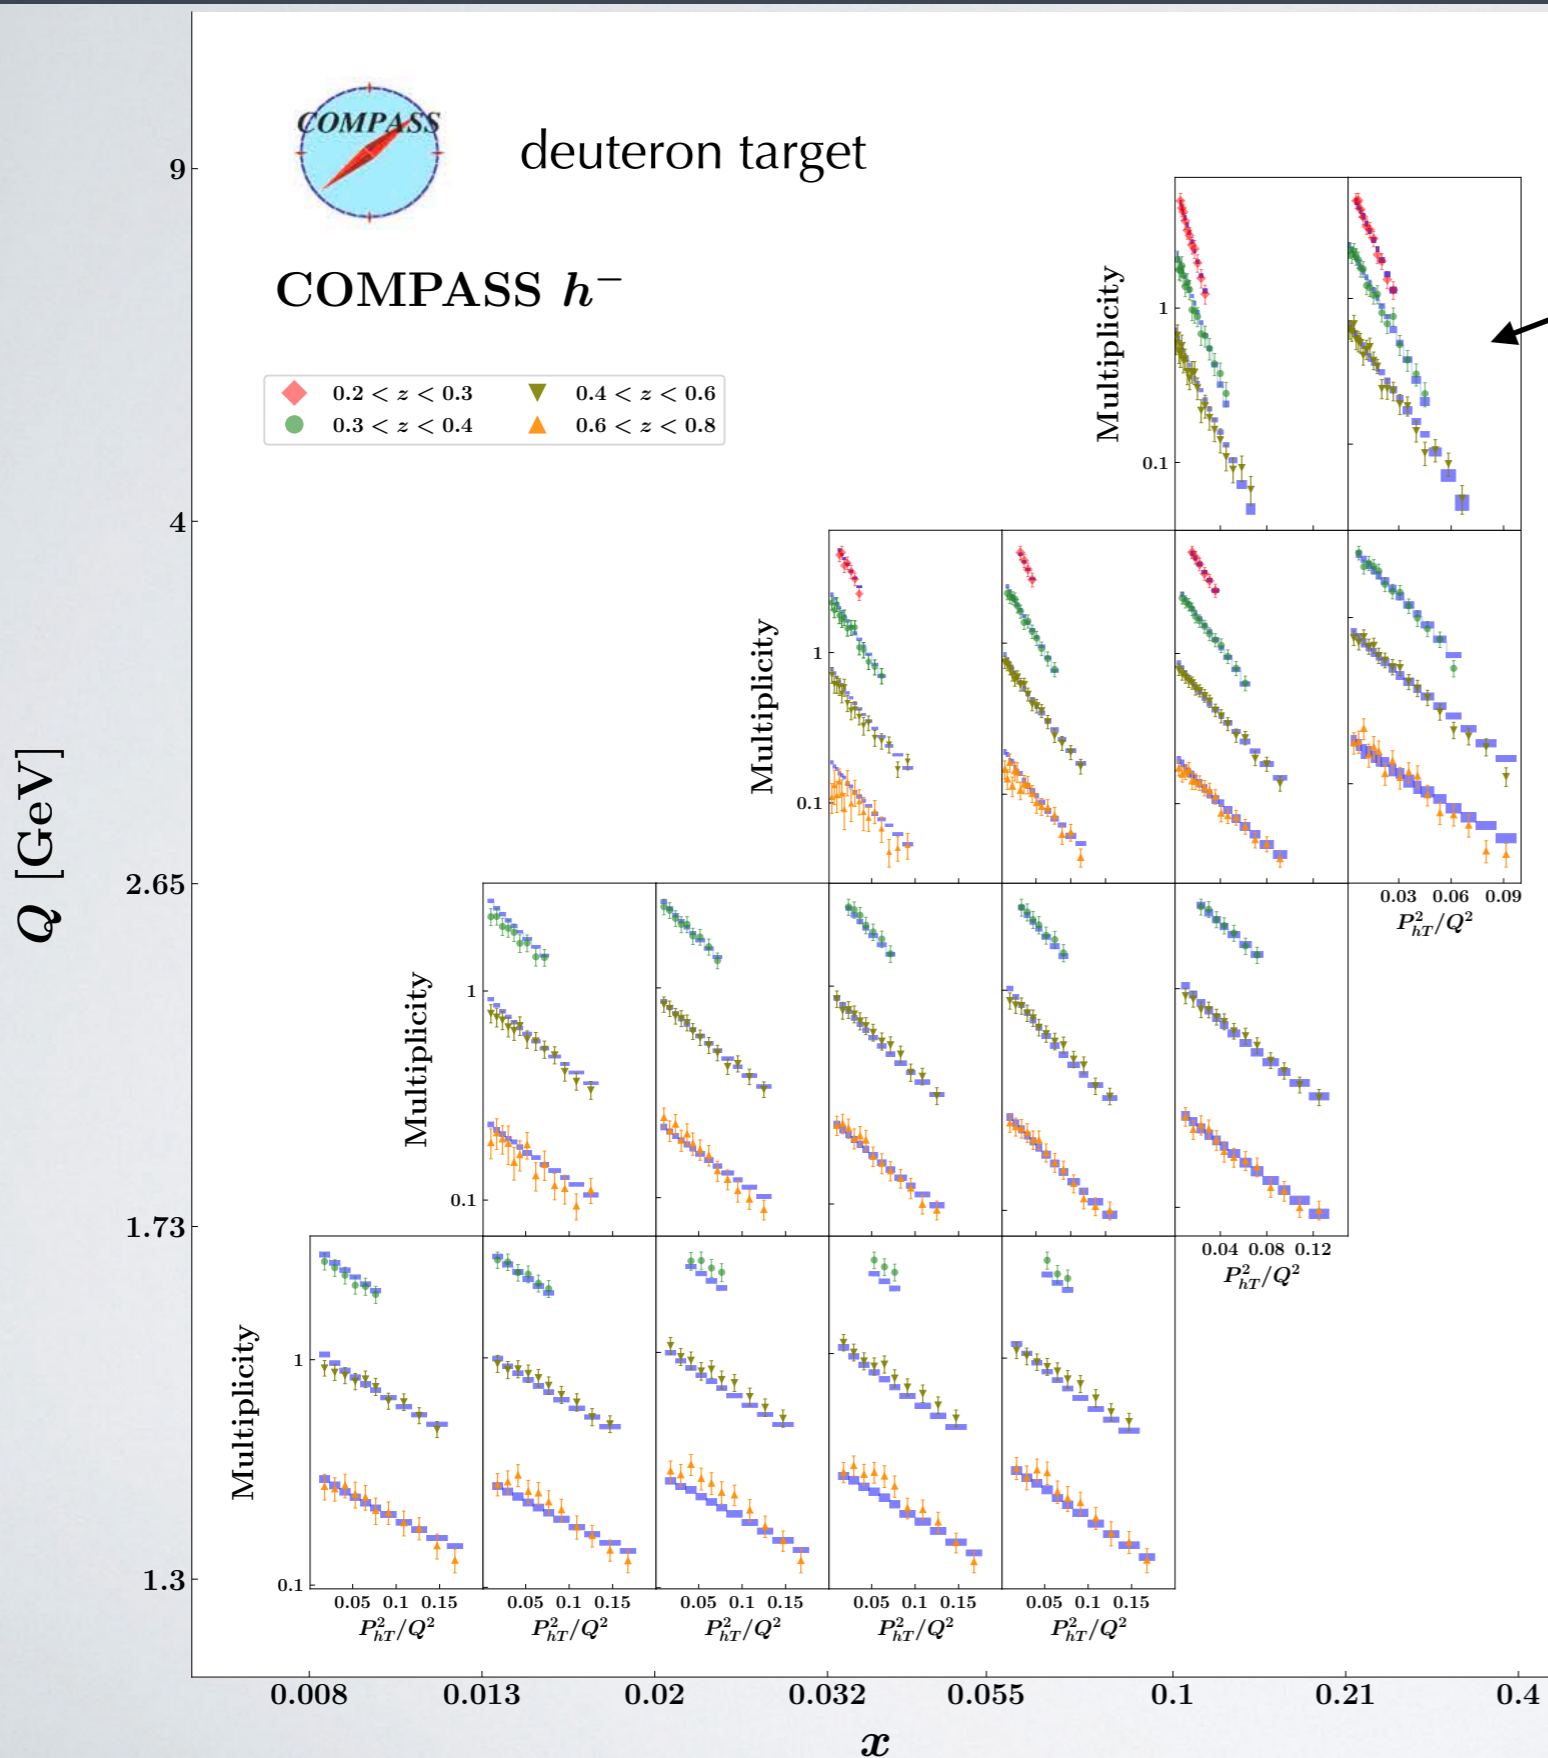 COMPASS
deuteron target
COMPASS h⁻
0.2 < z < 0.3
0.4 < z < 0.6
0.3 < z < 0.4
0.6 < z < 0.8
Q [GeV]
9
4
2.65
1.73
1.3
Multiplicity
1
0.1
Multiplicity
1
0.1
0.03 0.06 0.09
P²hT/Q²
Multiplicity
1
0.1
0.04 0.08 0.12
P²hT/Q²
Multiplicity
1
0.1
0.05 0.1 0.15 0.05 0.1 0.15 0.05 0.1 0.15 0.05 0.1 0.15 0.05 0.1 0.15
P²hT/Q² P²hT/Q² P²hT/Q² P²hT/Q² P²hT/Q²
0.008 0.013 0.02 0.032 0.055 0.1 0.21 0.4
x